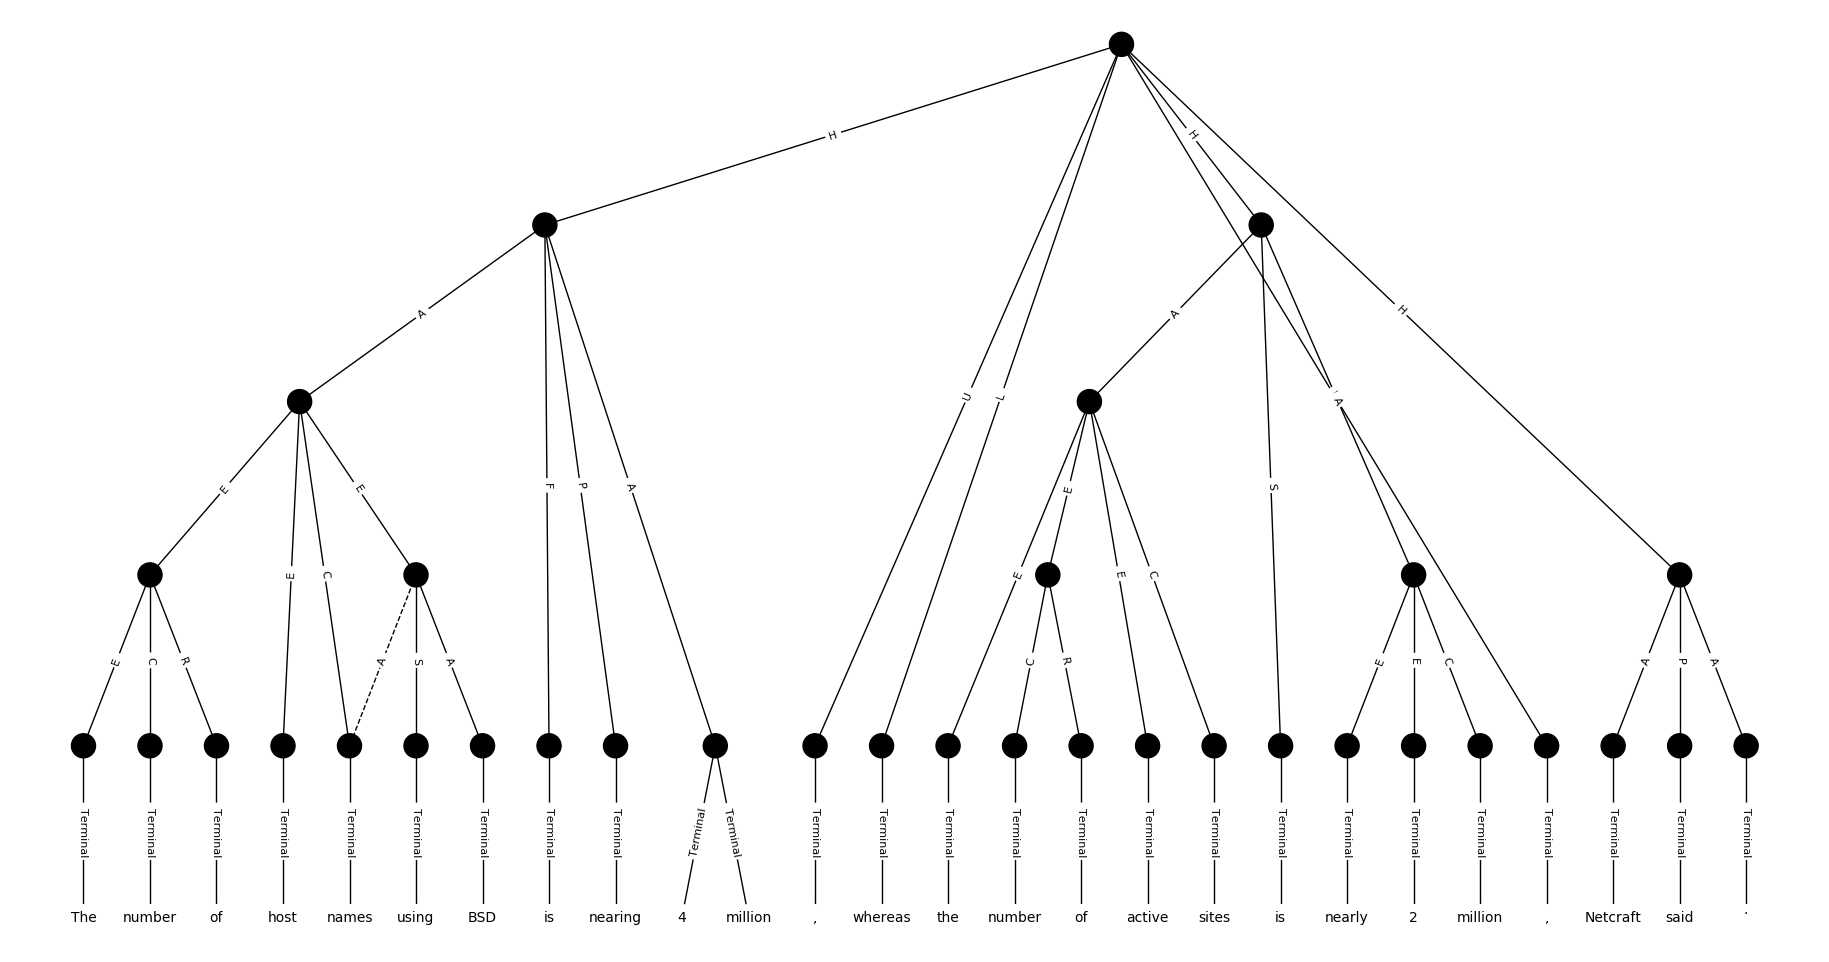 H H
A A H
U L A
E E F P A E S
E C E E C
E C R A S A C R E E C A P A
Terminal Terminal Terminal Terminal Terminal Terminal Terminal Terminal Terminal Terminal Terminal Terminal Terminal Terminal Terminal Terminal Terminal Terminal Terminal Terminal Terminal Terminal Terminal Terminal Terminal Terminal
The number of host names using BSD is nearing 4 million , whereas the number of active sites is nearly 2 million , Netcraft said .